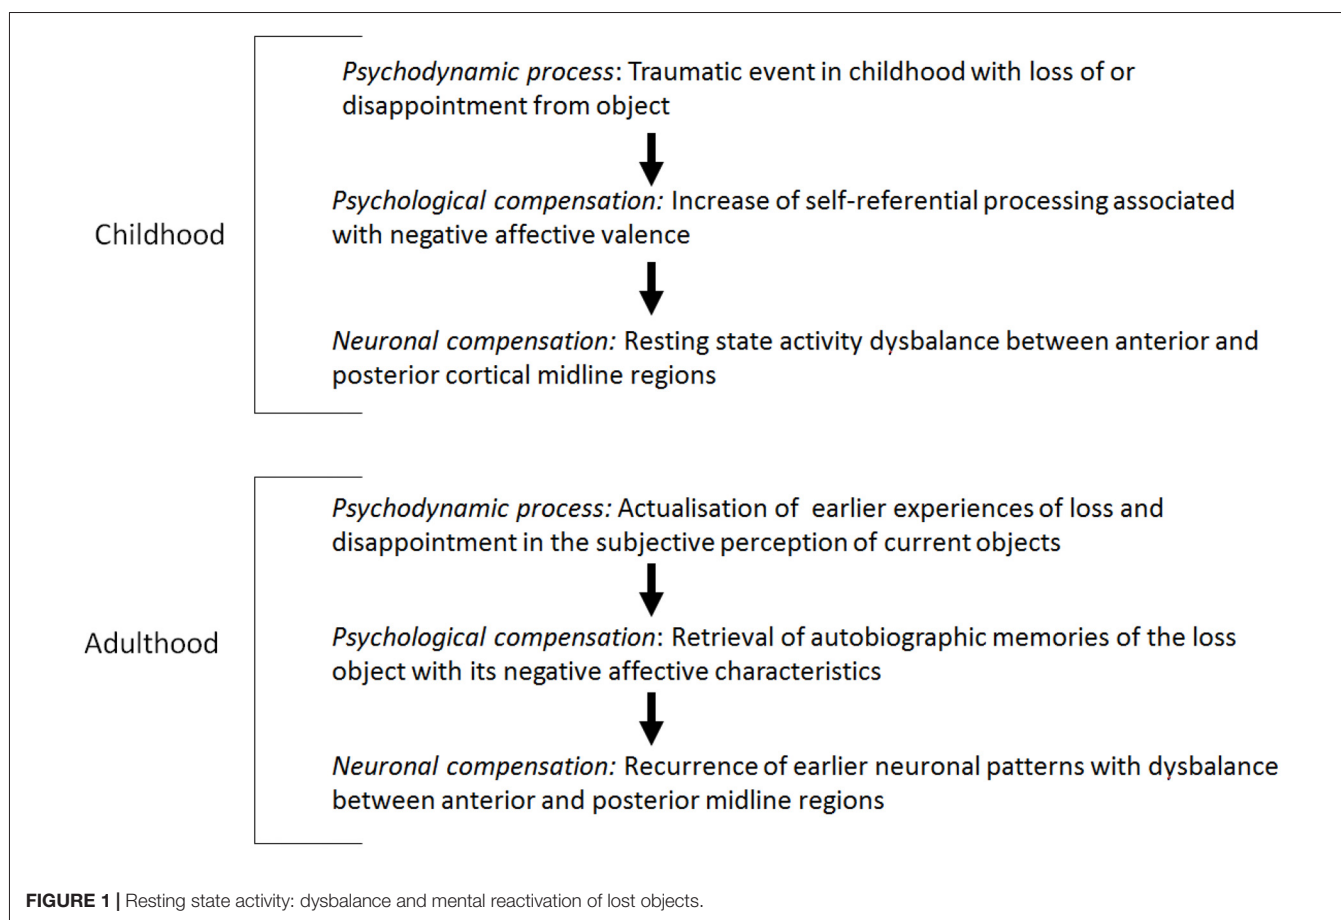 Psychodynamic process: Traumatic event in childhood with loss of or
disappointment from object
Psychological compensation: Increase of self-referential processing associated
with negative affective valence
Childhood
Neuronal compensation: Resting state activity dysbalance between anterior and
posterior cortical midline regions
Psychodynamic process: Actualisation of earlier experiences of loss and
disappointment in the subjective perception of current objects
Adulthood
Psychological compensation: Retrieval of autobiographic memories of the loss
object with its negative affective characteristics
Neuronal compensation: Recurrence of earlier neuronal patterns with dysbalance
between anterior and posterior midline regions
FIGURE 1 | Resting state activity: dysbalance and mental reactivation of lost objects.